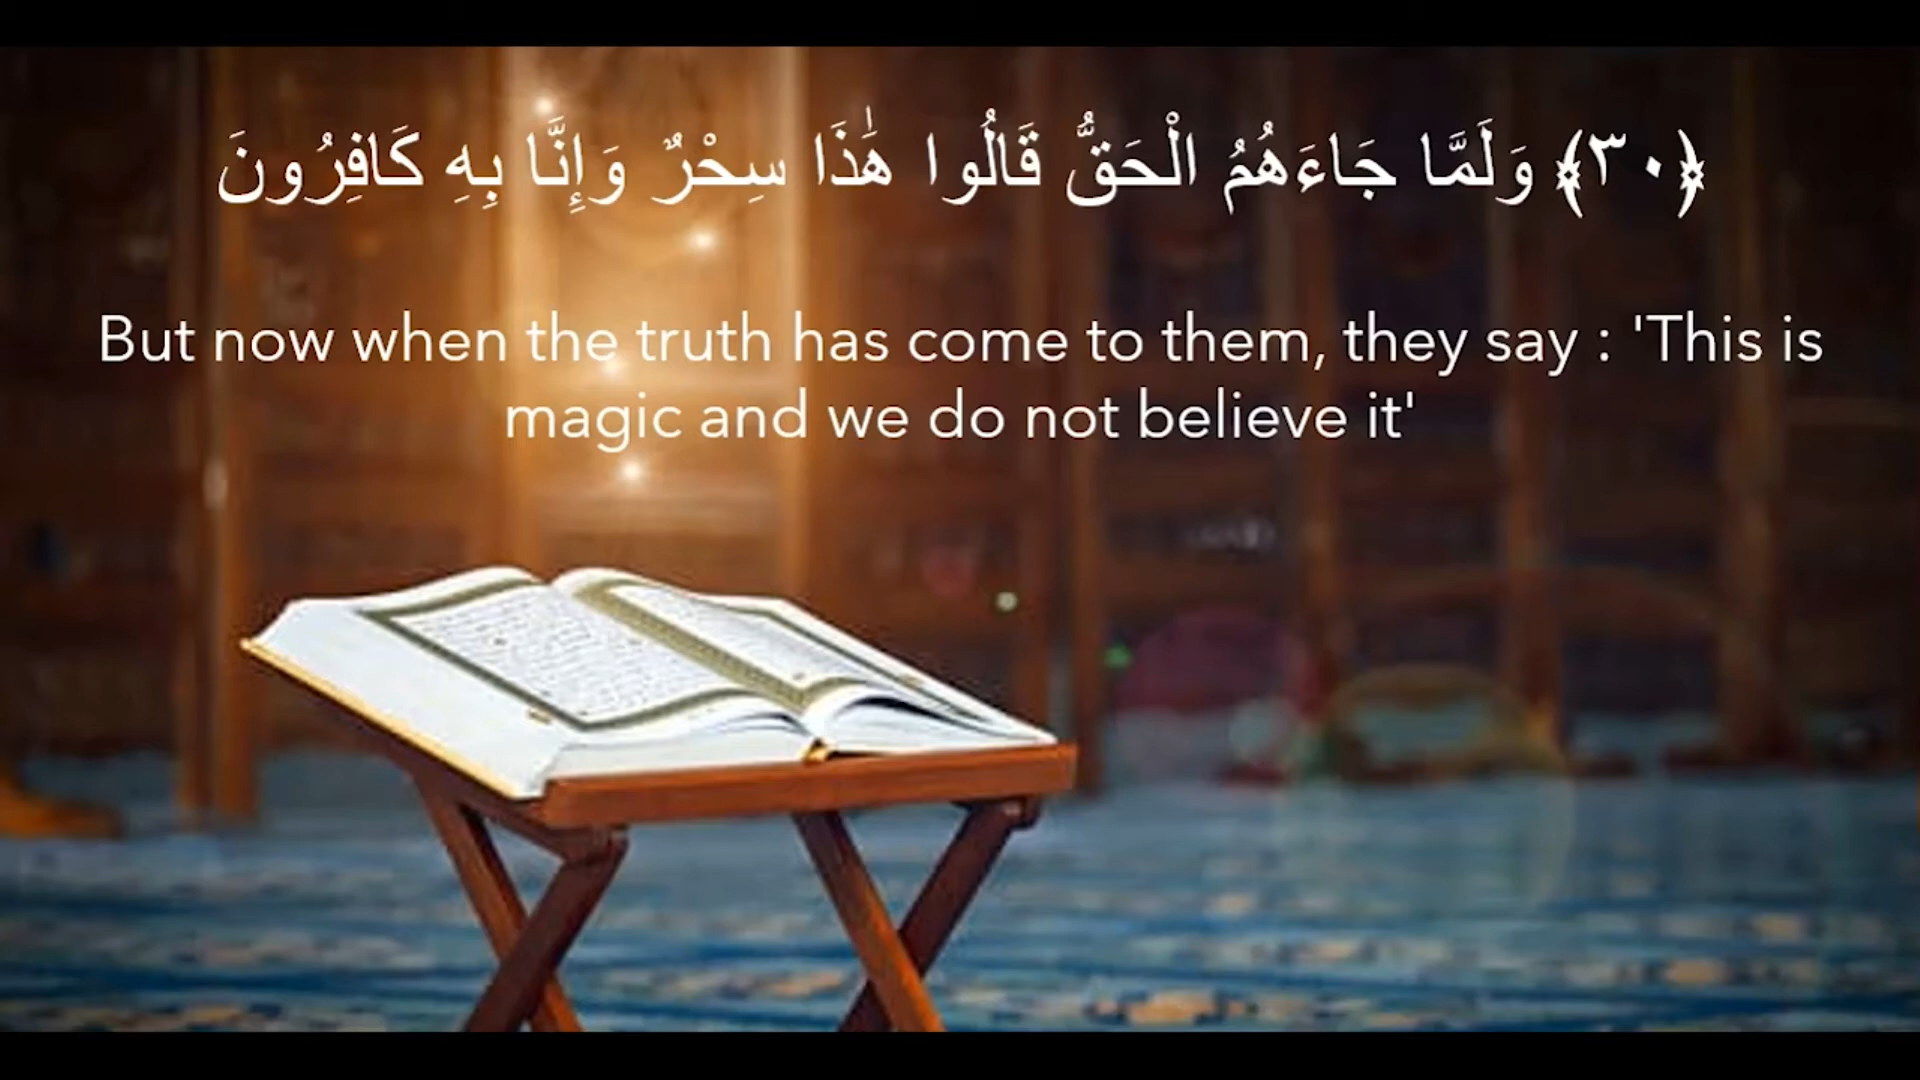 ﴿٣٠﴾ وَلَمَّا جَاءَهُمُ الْحَقُّ قَالُوا هَٰذَا سِحْرٌ وَإِنَّا بِهِ كَافِرُونَ
But now when the truth has come to them, they say : 'This is
magic and we do not believe it'